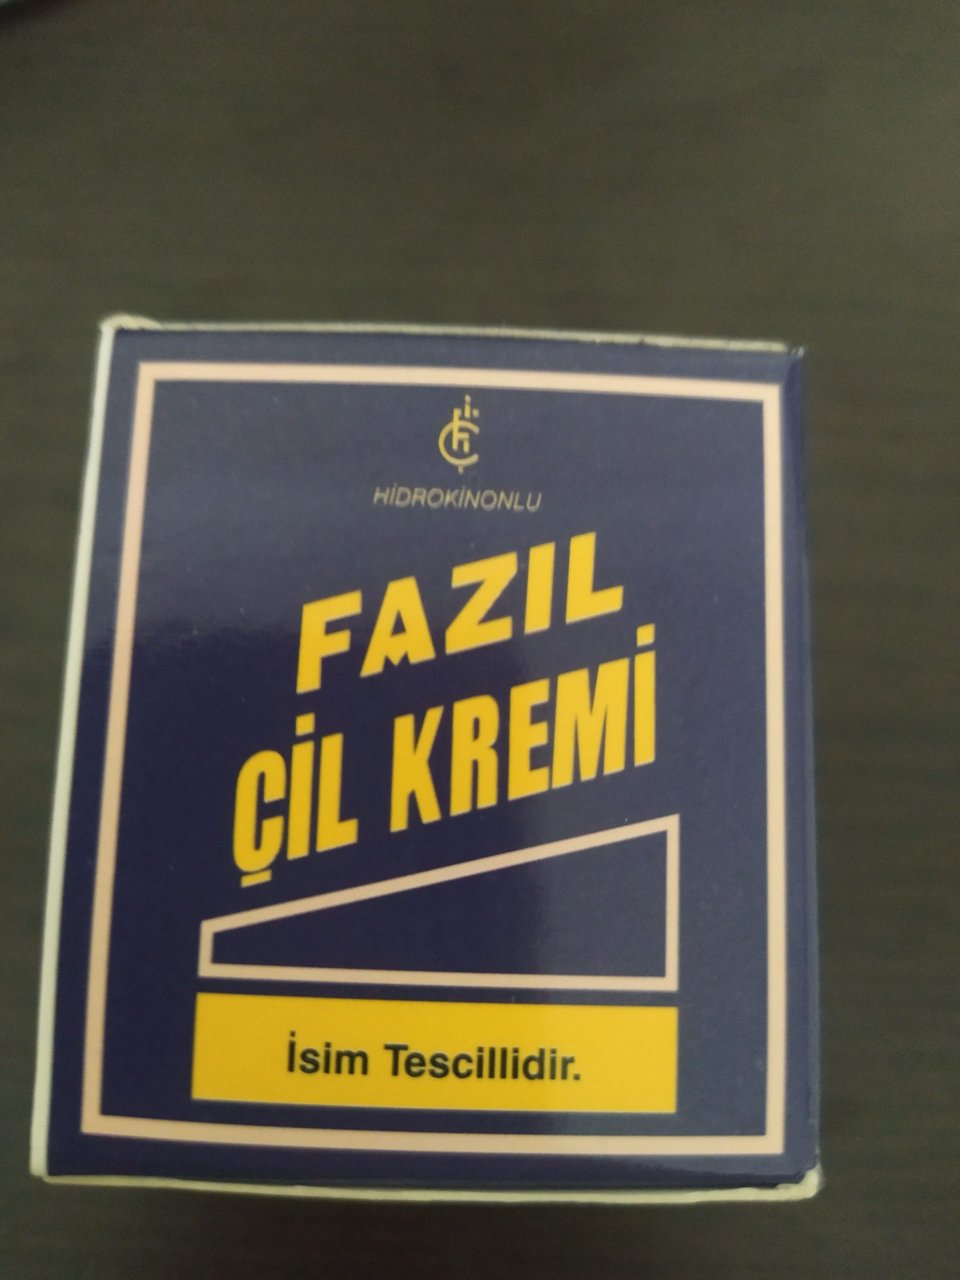 HİDROKİNONLU
FAZIL
ÇİL KREMİ
İsim Tescillidir.